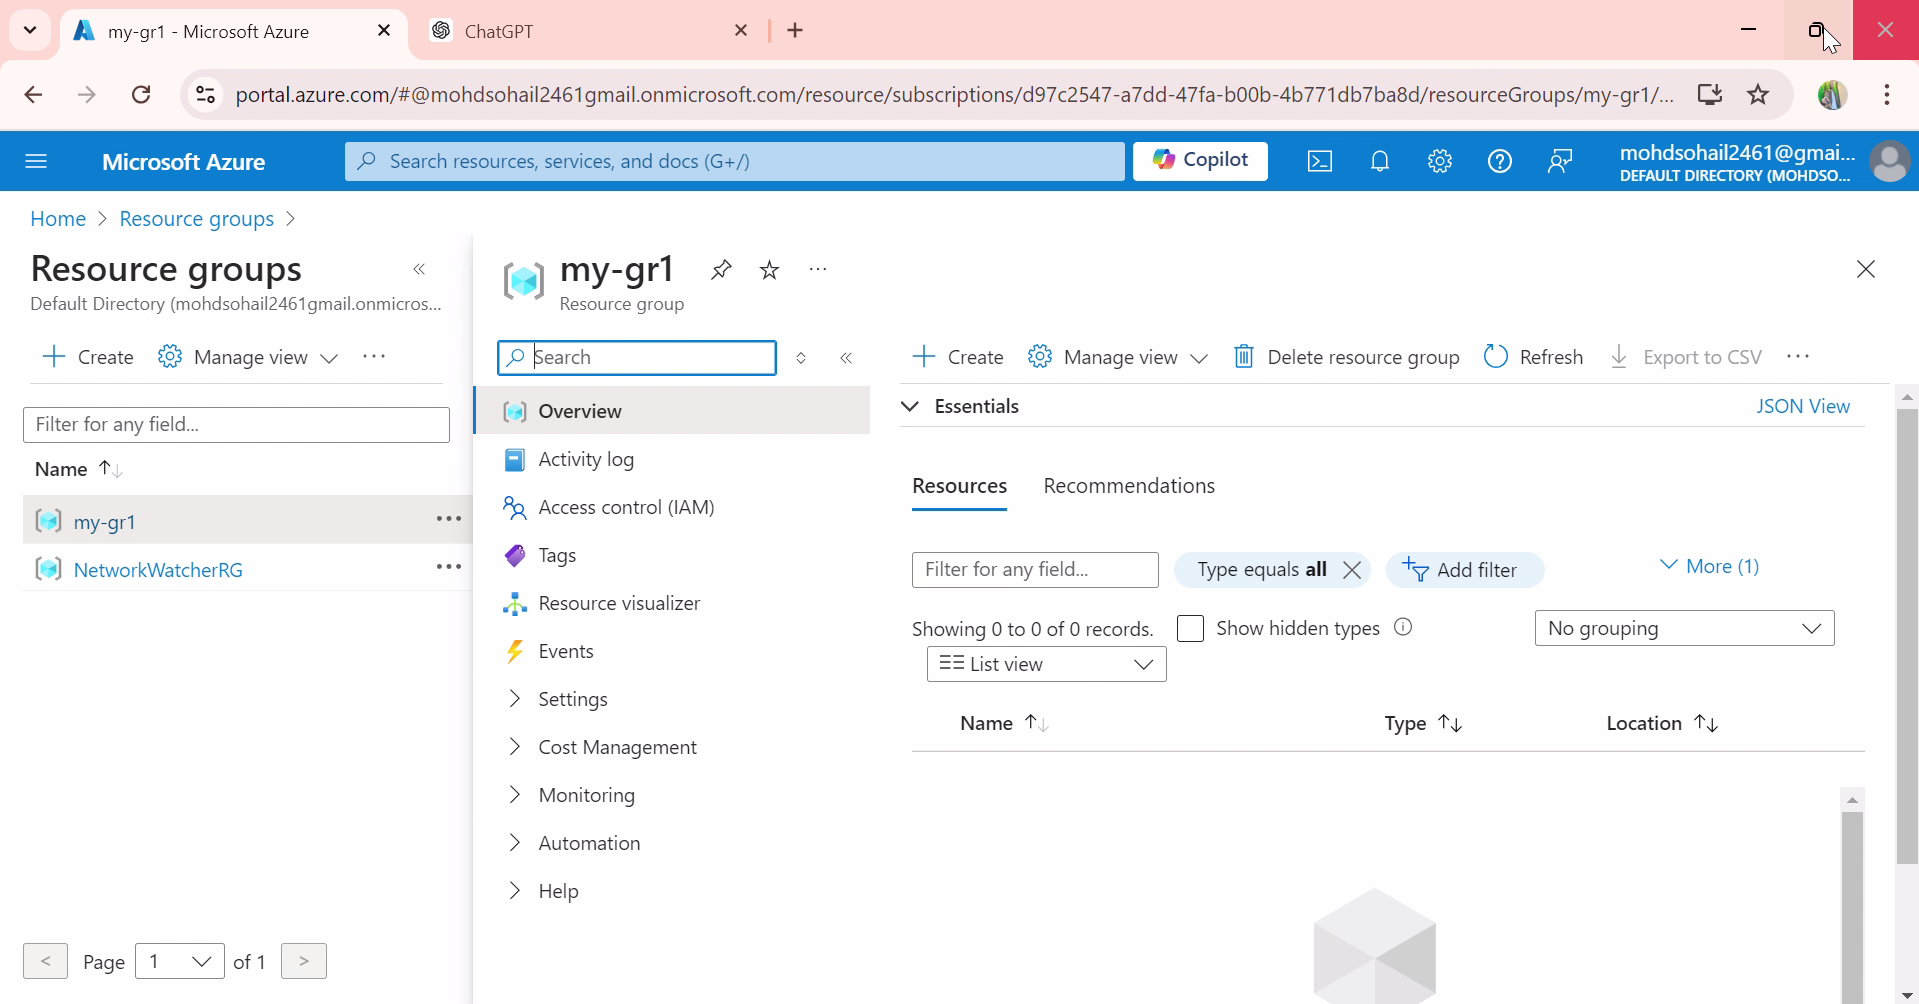 my-gr1 - Microsoft Azure
ChatGPT
portal.azure.com/#@mohdsohail2461gmail.onmicrosoft.com/resource/subscriptions/d97c2547-a7dd-47fa-b00b-4b771db7ba8d/resourceGroups/my-gr1/...
Microsoft Azure
Search resources, services, and docs (G+/)
Copilot
mohdsohail2461@gmai...
DEFAULT DIRECTORY (MOHDSO...
Home > Resource groups >
Resource groups
Default Directory (mohdsohail2461gmail.onmicros...
Create
Manage view
Filter for any field...
Name
my-gr1
NetworkWatcherRG
Page 1 of 1
my-gr1
Resource group
Search
Overview
Activity log
Access control (IAM)
Tags
Resource visualizer
Events
Settings
Cost Management
Monitoring
Automation
Help
Create
Manage view
Delete resource group
Refresh
Export to CSV
Essentials
JSON View
Resources
Recommendations
Filter for any field...
Type equals all
Add filter
More (1)
Showing 0 to 0 of 0 records.
Show hidden types
No grouping
List view
Name
Type
Location